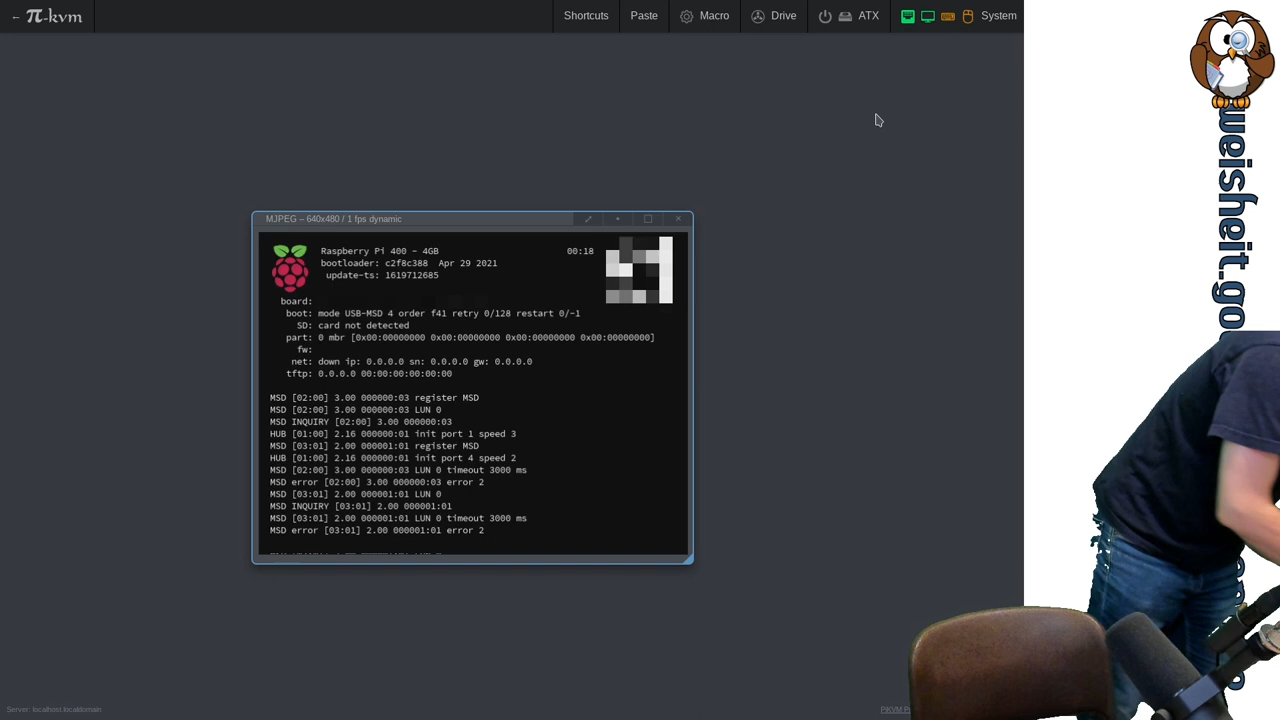 ← π-kvm
Shortcuts
Paste
Macro
Drive
ATX
System
MJPEG – 640x480 / 1 fps dynamic
Raspberry Pi 400 - 4GB 00:18
bootloader: c2f8c388 Apr 29 2021
update-ts: 1619712685
board:
boot: mode USB-MSD 4 order f41 retry 0/128 restart 0/-1
SD: card not detected
part: 0 mbr [0x00:00000000 0x00:00000000 0x00:00000000 0x00:00000000]
fw:
net: down ip: 0.0.0.0 sn: 0.0.0.0 gw: 0.0.0.0
tftp: 0.0.0.0 00:00:00:00:00:00
MSD [02:00] 3.00 000000:03 register MSD
MSD [02:00] 3.00 000000:03 LUN 0
MSD INQUIRY [02:00] 3.00 000000:03
HUB [01:00] 2.16 000000:01 init port 1 speed 3
MSD [03:01] 2.00 000001:01 register MSD
HUB [01:00] 2.16 000000:01 init port 4 speed 2
MSD [02:00] 3.00 000000:03 LUN 0 timeout 3000 ms
MSD error [02:00] 3.00 000000:03 error 2
MSD [03:01] 2.00 000001:01 LUN 0
MSD INQUIRY [03:01] 2.00 000001:01
MSD [03:01] 2.00 000001:01 LUN 0 timeout 3000 ms
MSD error [03:01] 2.00 000001:01 error 2
Server: localhost.localdomain
PiKVM